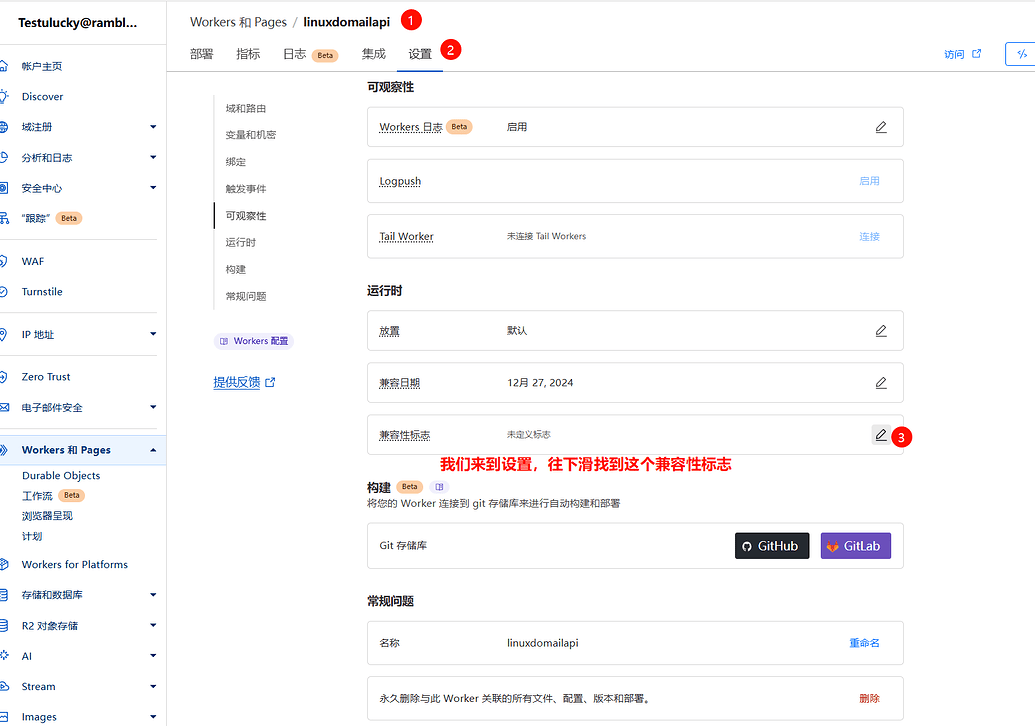 Testulucky@rambl...
帐户主页
Discover
域注册
分析和日志
安全中心
“跟踪” Beta
WAF
Turnstile
IP 地址
Zero Trust
电子邮件安全
Workers 和 Pages
Durable Objects
工作流 Beta
浏览器呈现
计划
Workers for Platforms
存储和数据库
R2 对象存储
AI
Stream
Images
Workers 和 Pages / linuxdomailapi 1
部署 指标 日志 Beta 集成 设置 2
访问
域和路由
变量和机密
绑定
触发事件
可观察性
运行时
构建
常规问题
Workers 配置
提供反馈
可观察性
Workers 日志 Beta 启用
Logpush 启用
Tail Worker 未连接 Tail Workers 连接
运行时
放置 默认
兼容日期 12月 27, 2024
兼容性标志 未定义标志 3
我们来到设置，往下滑找到这个兼容性标志
构建 Beta
将您的 Worker 连接到 git 存储库来进行自动构建和部署
Git 存储库 GitHub GitLab
常规问题
名称 linuxdomailapi 重命名
永久删除与此 Worker 关联的所有文件、配置、版本和部署。 删除